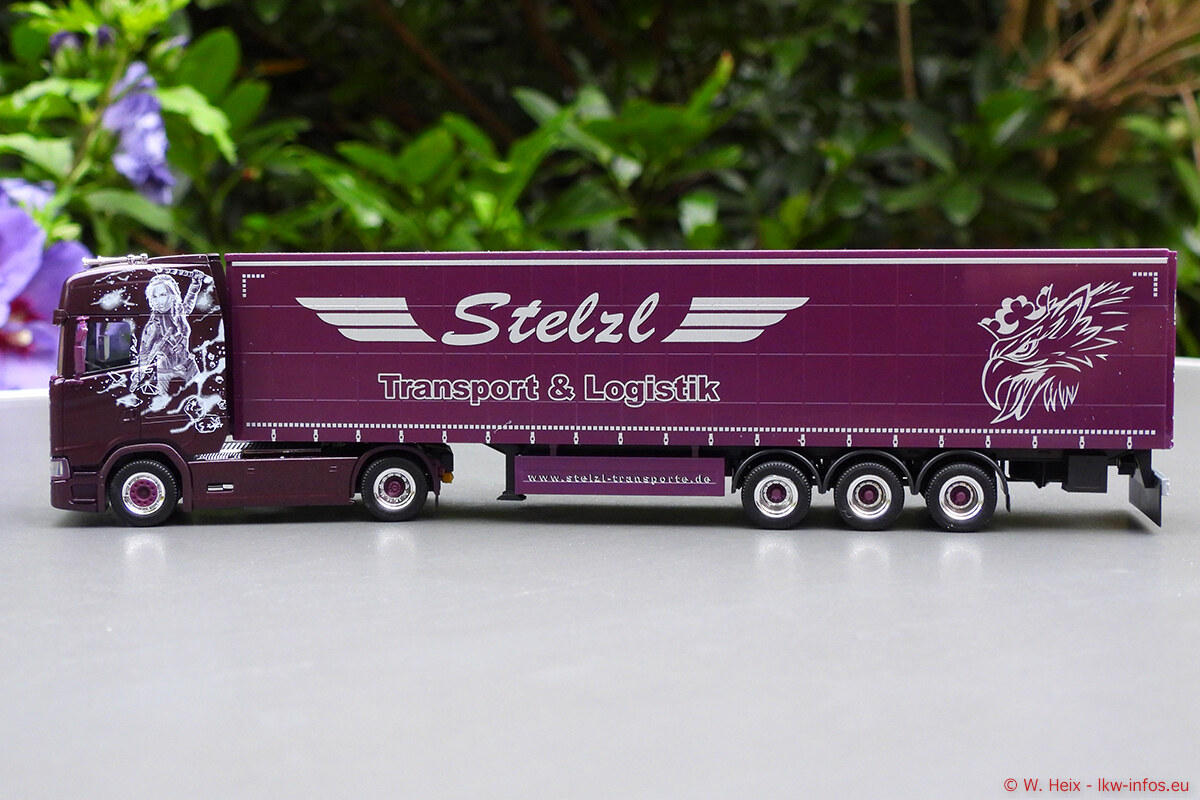 Stelzl
Transport & Logistik
www.stelzl-transporte.de
© W. Heix - lkw-infos.eu